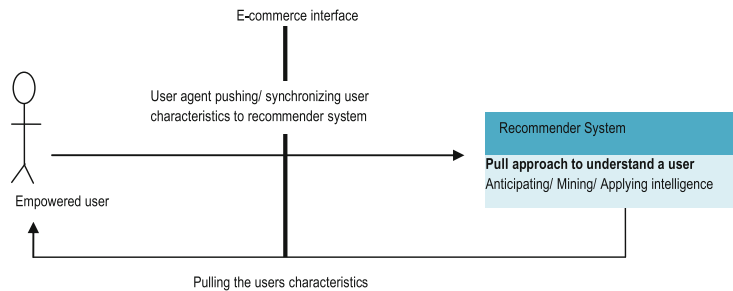 E-commerce interface
User agent pushing/ synchronizing user
characteristics to recommender system
Recommender System
Pull approach to understand a user
Anticipating/ Mining/ Applying intelligence
Empowered user
Pulling the users characteristics